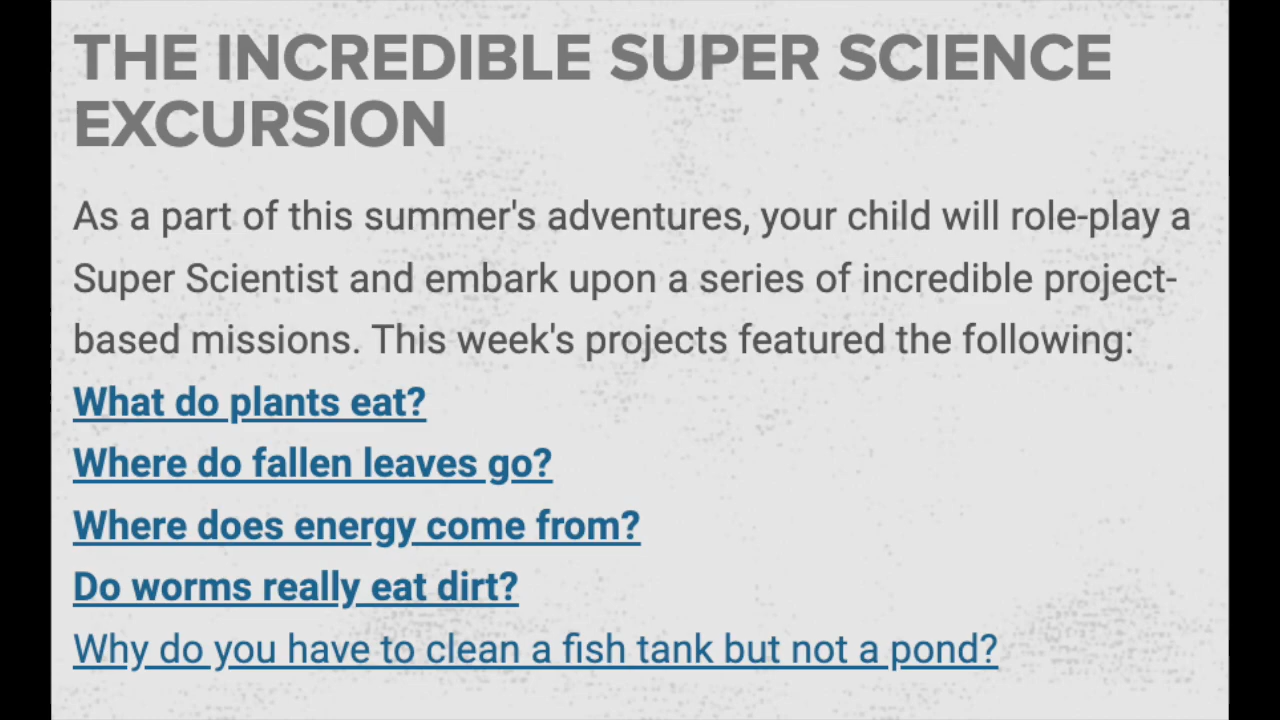 THE INCREDIBLE SUPER SCIENCE
EXCURSION
As a part of this summer's adventures, your child will role-play a
Super Scientist and embark upon a series of incredible project-
based missions. This week's projects featured the following:
What do plants eat?
Where do fallen leaves go?
Where does energy come from?
Do worms really eat dirt?
Why do you have to clean a fish tank but not a pond?